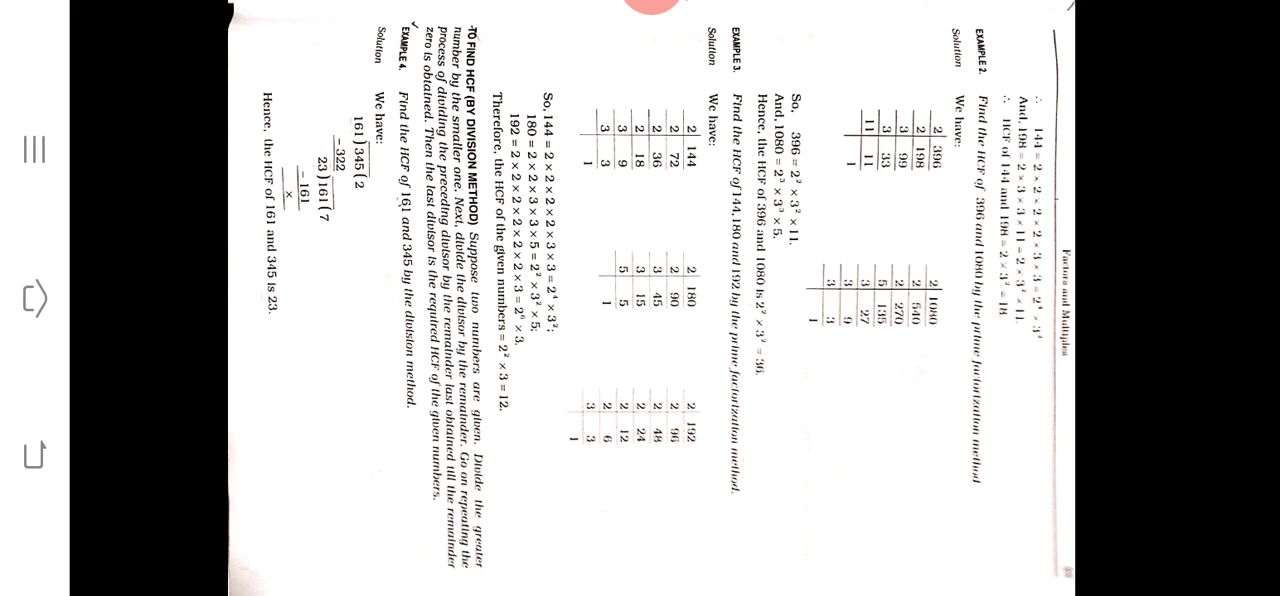 Factors and Multiples
∴ 144 = 2 × 2 × 2 × 2 × 3 × 3 = 2⁴ × 3²
And, 198 = 2 × 3 × 3 × 11 = 2 × 3² × 11.
∴ HCF of 144 and 198 = 2 × 3² = 18
EXAMPLE 2. Find the HCF of 396 and 1080 by the prime factorization method
Solution We have:
2 396
2 198
3 99
3 33
11 11
1
2 1080
2 540
2 270
5 135
3 27
3 9
3 3
1
So, 396 = 2² × 3² × 11.
And, 1080 = 2³ × 3³ × 5.
Hence, the HCF of 396 and 1080 is 2² × 3² = 36.
EXAMPLE 3. Find the HCF of 144, 180 and 192 by the prime factorization method.
Solution We have:
2 144
2 72
2 36
2 18
3 9
3 3
1
2 180
2 90
3 45
3 15
5 5
1
2 192
2 96
2 48
2 24
2 12
2 6
3 3
1
So, 144 = 2 × 2 × 2 × 2 × 3 × 3 = 2⁴ × 3²;
180 = 2 × 2 × 3 × 3 × 5 = 2² × 3² × 5;
192 = 2 × 2 × 2 × 2 × 2 × 2 × 3 = 2⁶ × 3.
Therefore, the HCF of the given numbers = 2² × 3 = 12.
TO FIND HCF (BY DIVISION METHOD) Suppose two numbers are given. Divide the greater
number by the smaller one. Next, divide the divisor by the remainder. Go on repeating the
process of dividing the preceding divisor by the remainder last obtained till the remainder
zero is obtained. Then the last divisor is the required HCF of the given numbers.
EXAMPLE 4. Find the HCF of 161 and 345 by the division method.
Solution We have:
161)345(2
– 322
23)161(7
– 161
×
Hence, the HCF of 161 and 345 is 23.